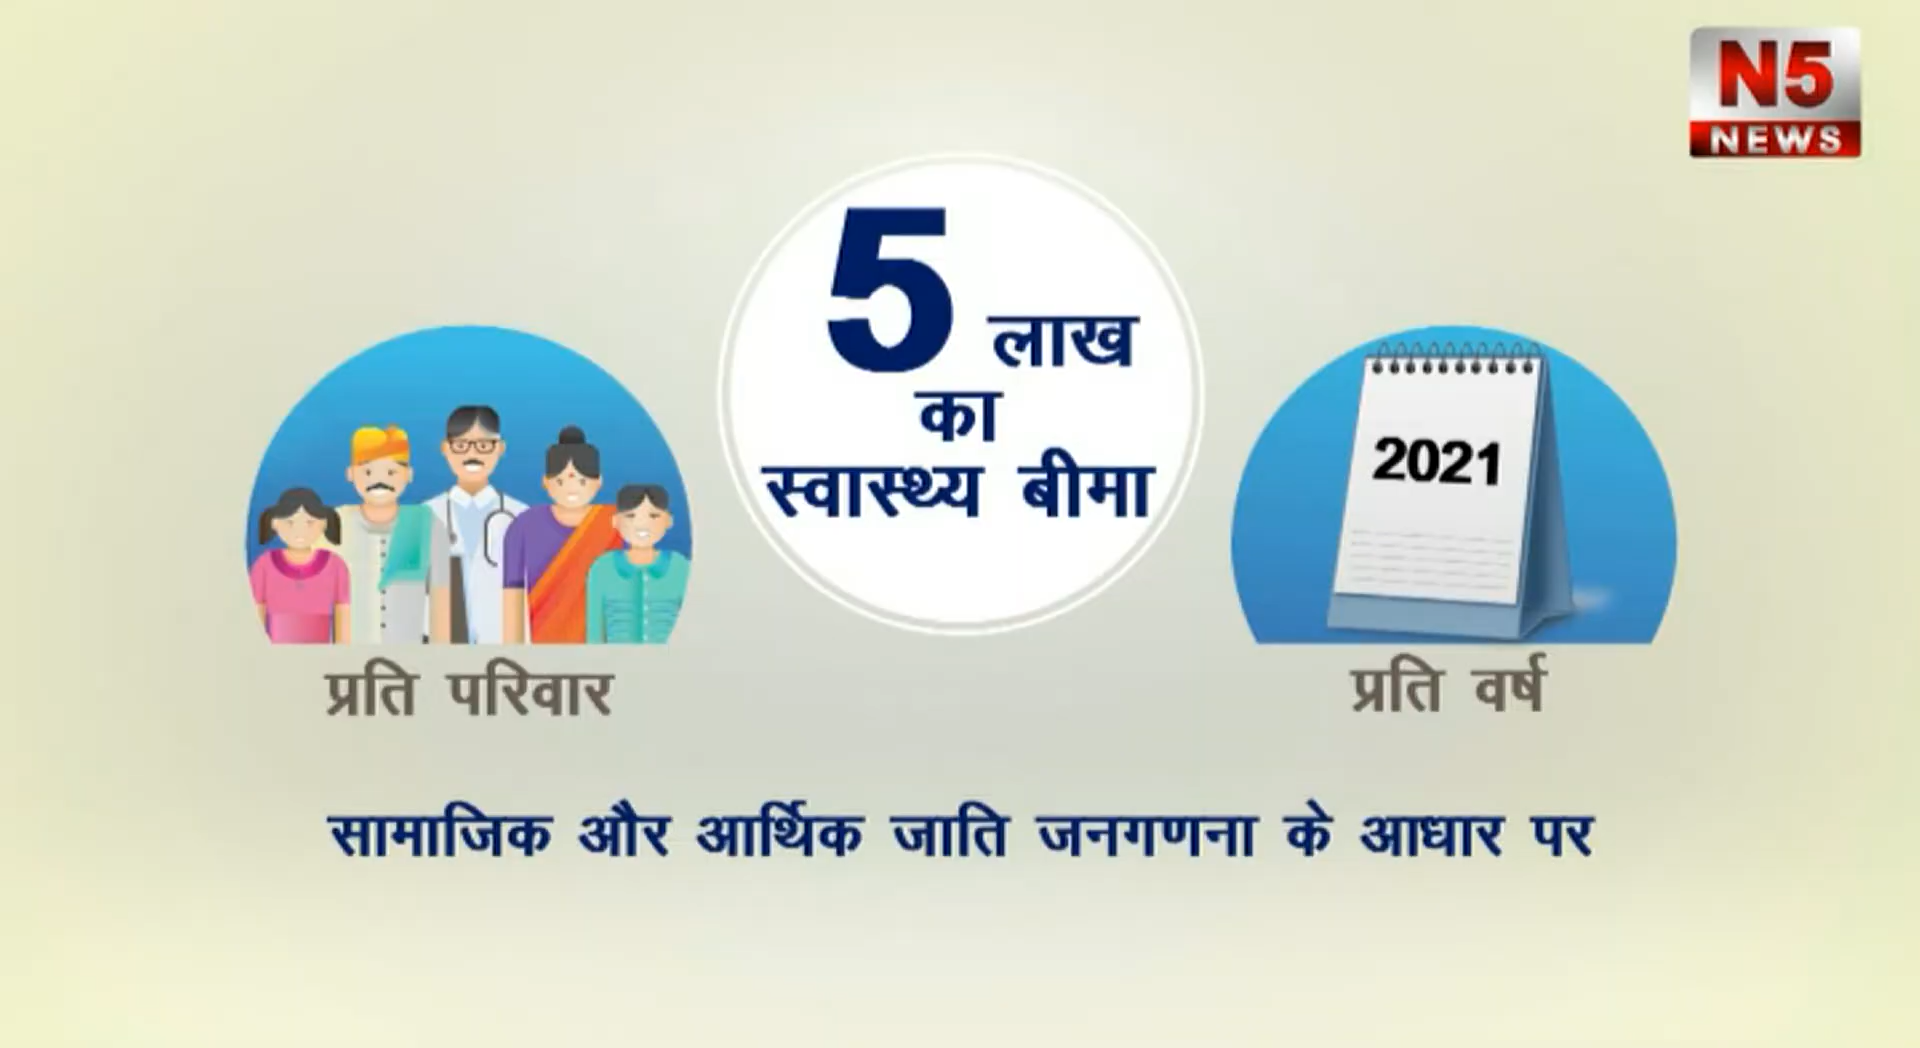 N5
NEWS
5 लाख
का
स्वास्थ्य बीमा
2021
प्रति परिवार
प्रति वर्ष
सामाजिक और आर्थिक जाति जनगणना के आधार पर